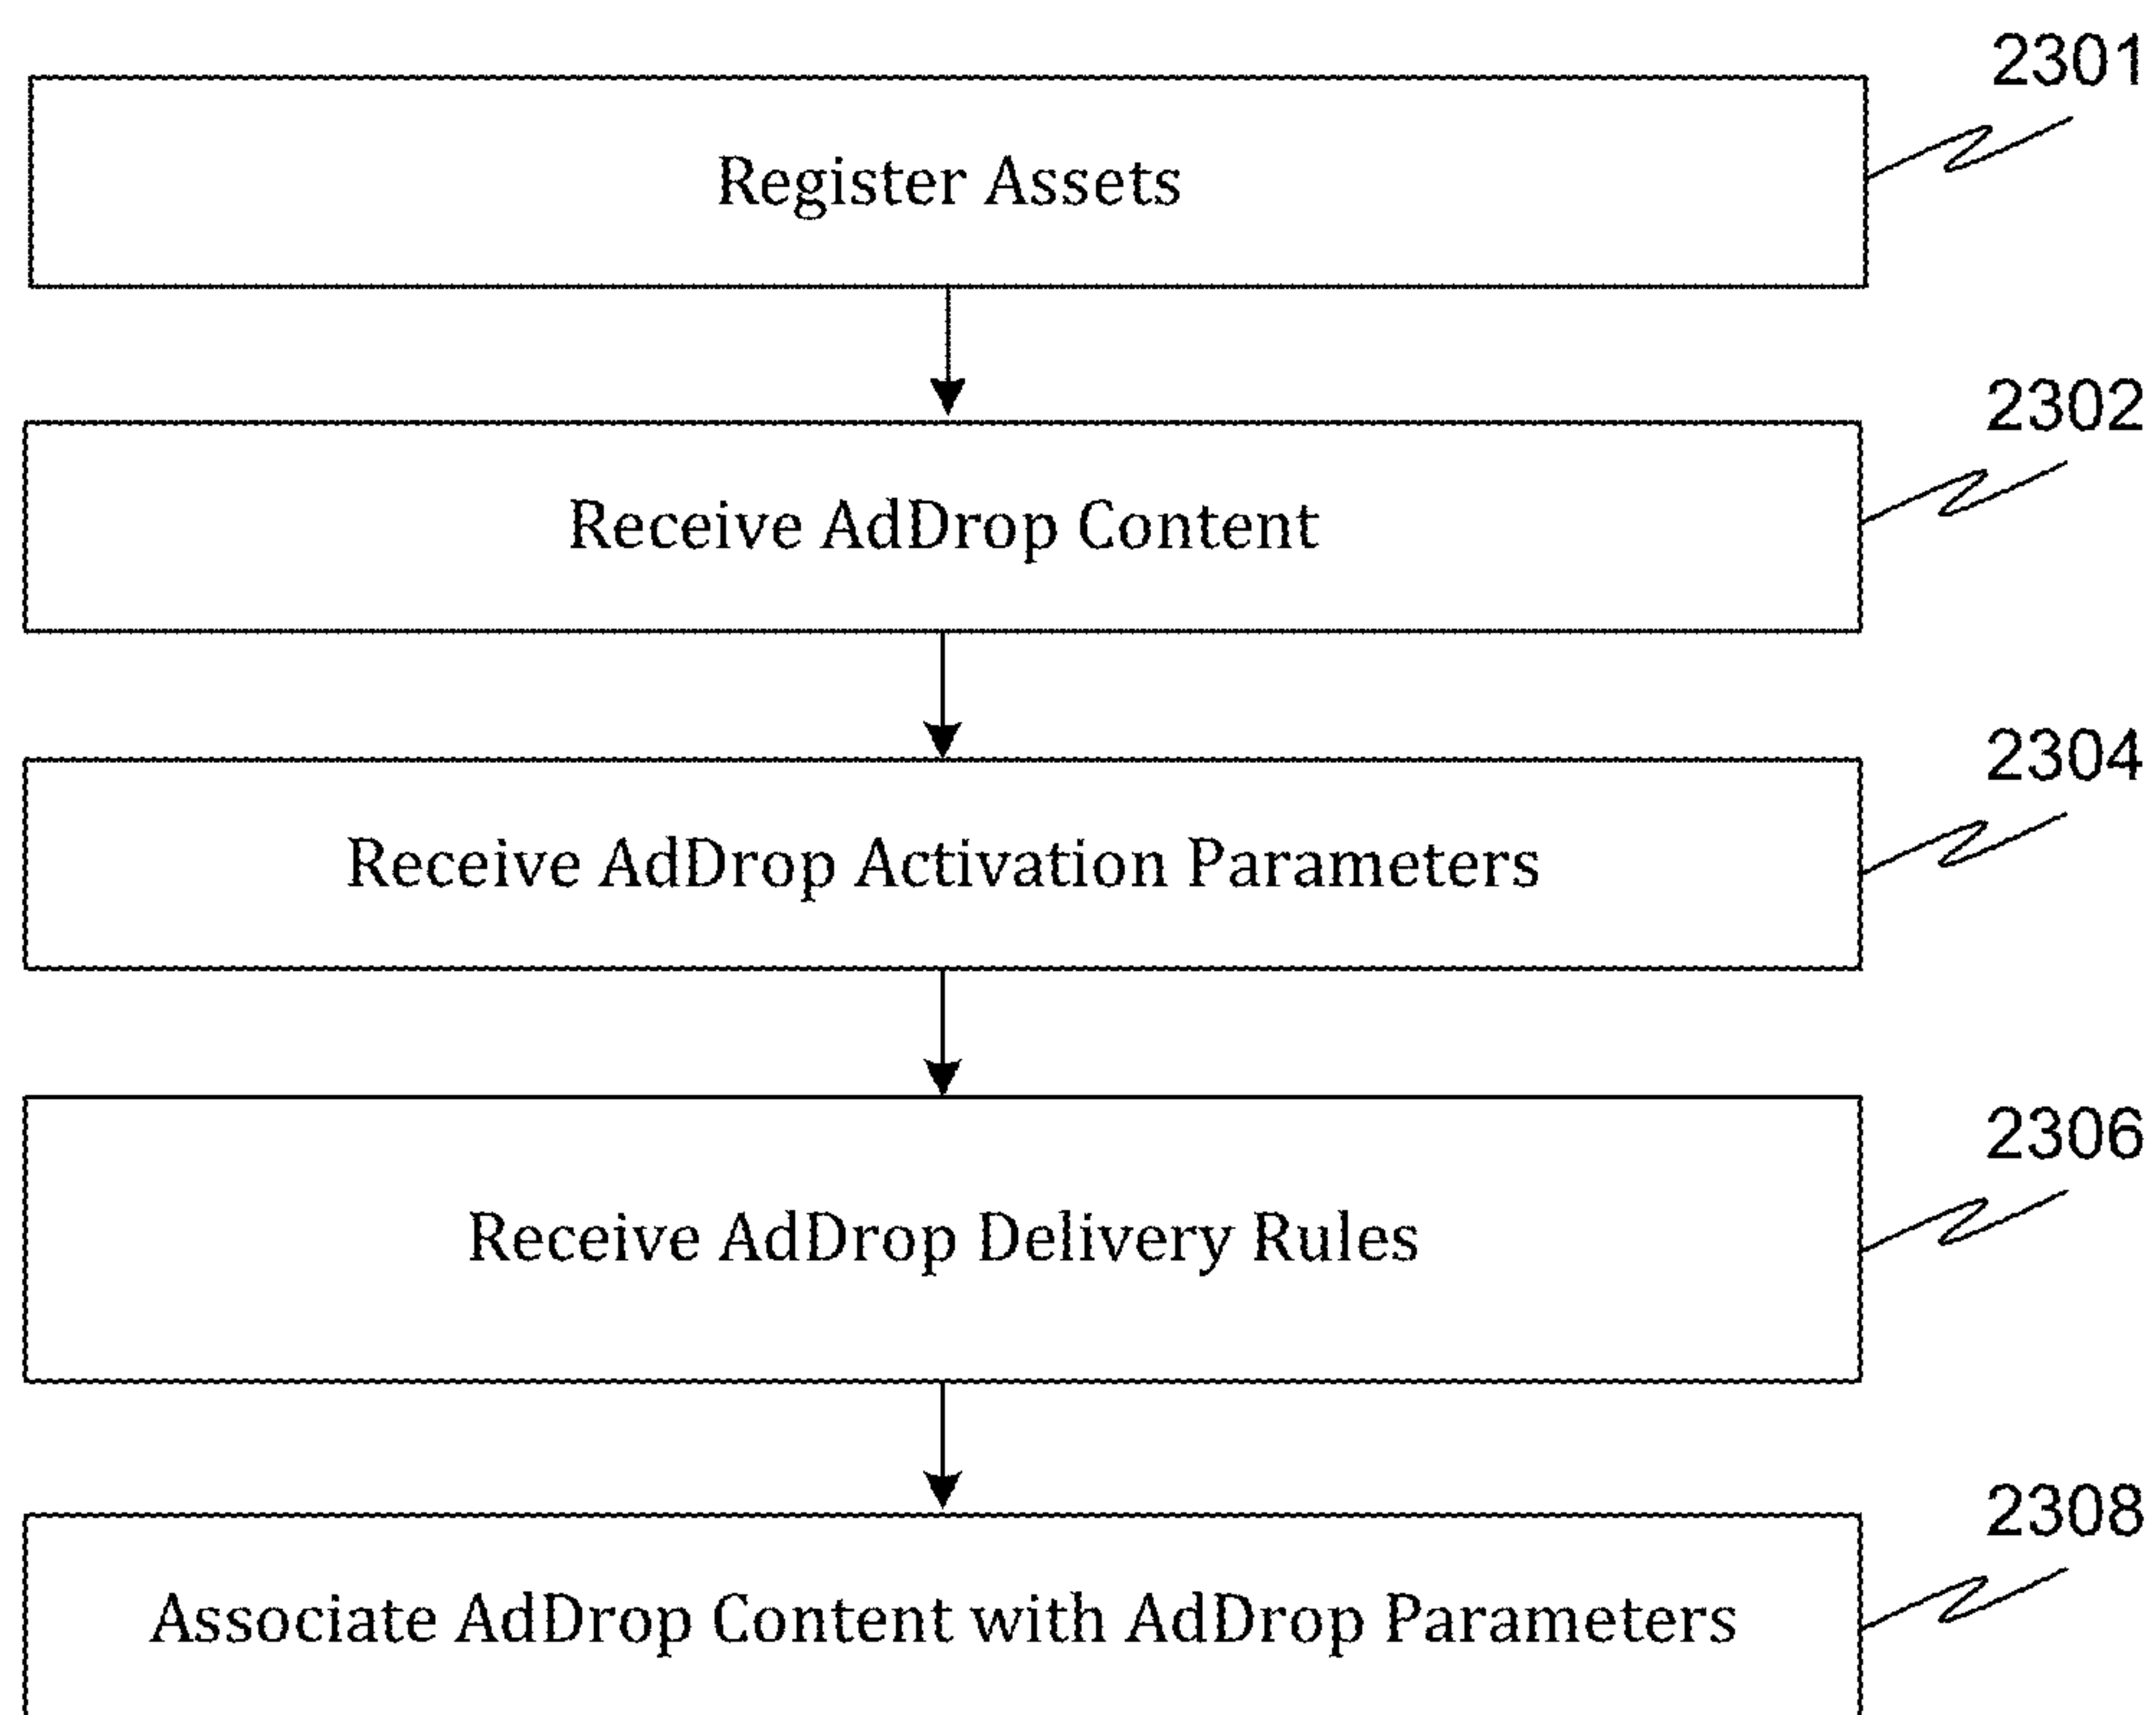 2301
Register Assets
2302
Receive AdDrop Content
2304
Receive AdDrop Activation Parameters
2306
Receive AdDrop Delivery Rules
2308
Associate AdDrop Content with AdDrop Parameters